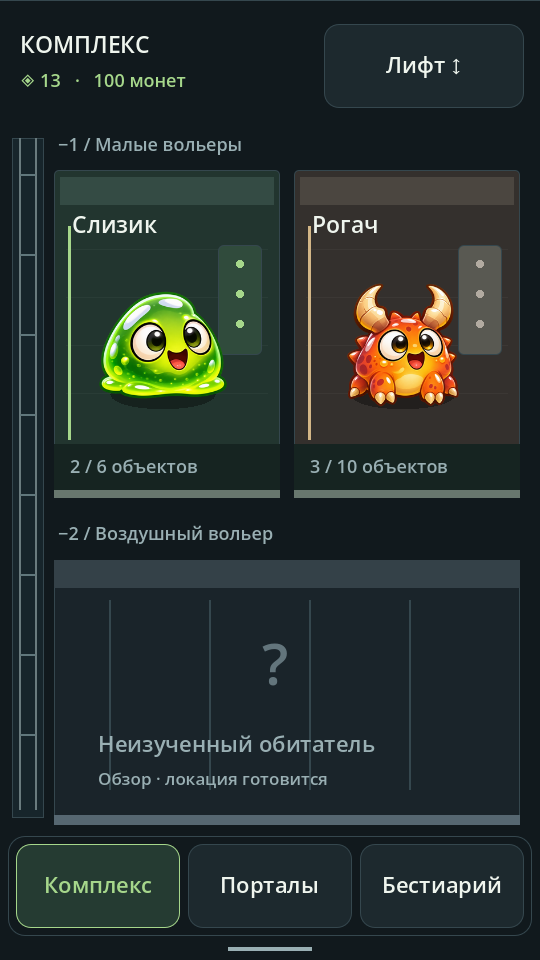 КОМПЛЕКС
Лифт ↕
◈ 13 · 100 монет
−1 / Малые вольеры
Слизик
Рогач
2 / 6 объектов
3 / 10 объектов
−2 / Воздушный вольер
?
Неизученный обитатель
Обзор · локация готовится
Комплекс
Порталы
Бестиарий